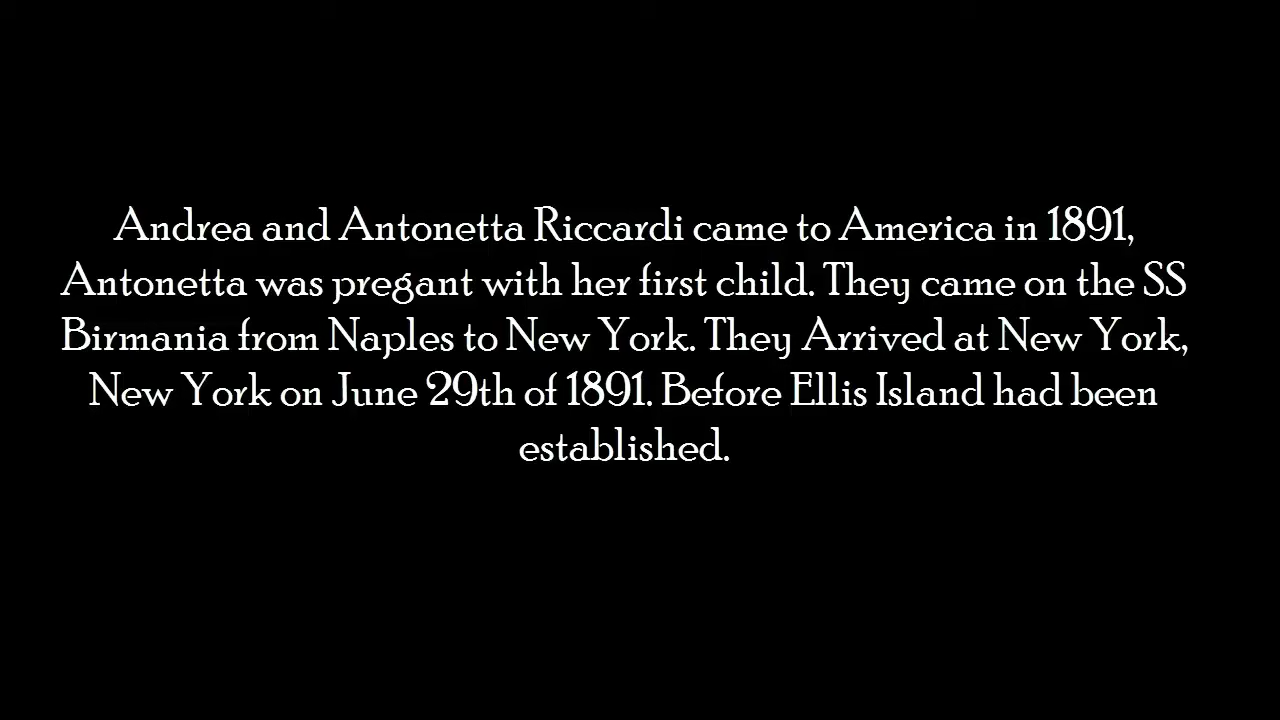 Andrea and Antonetta Riccardi came to America in 1891,
Antonetta was pregant with her first child. They came on the SS
Birmania from Naples to New York. They Arrived at New York,
New York on June 29th of 1891. Before Ellis Island had been
established.